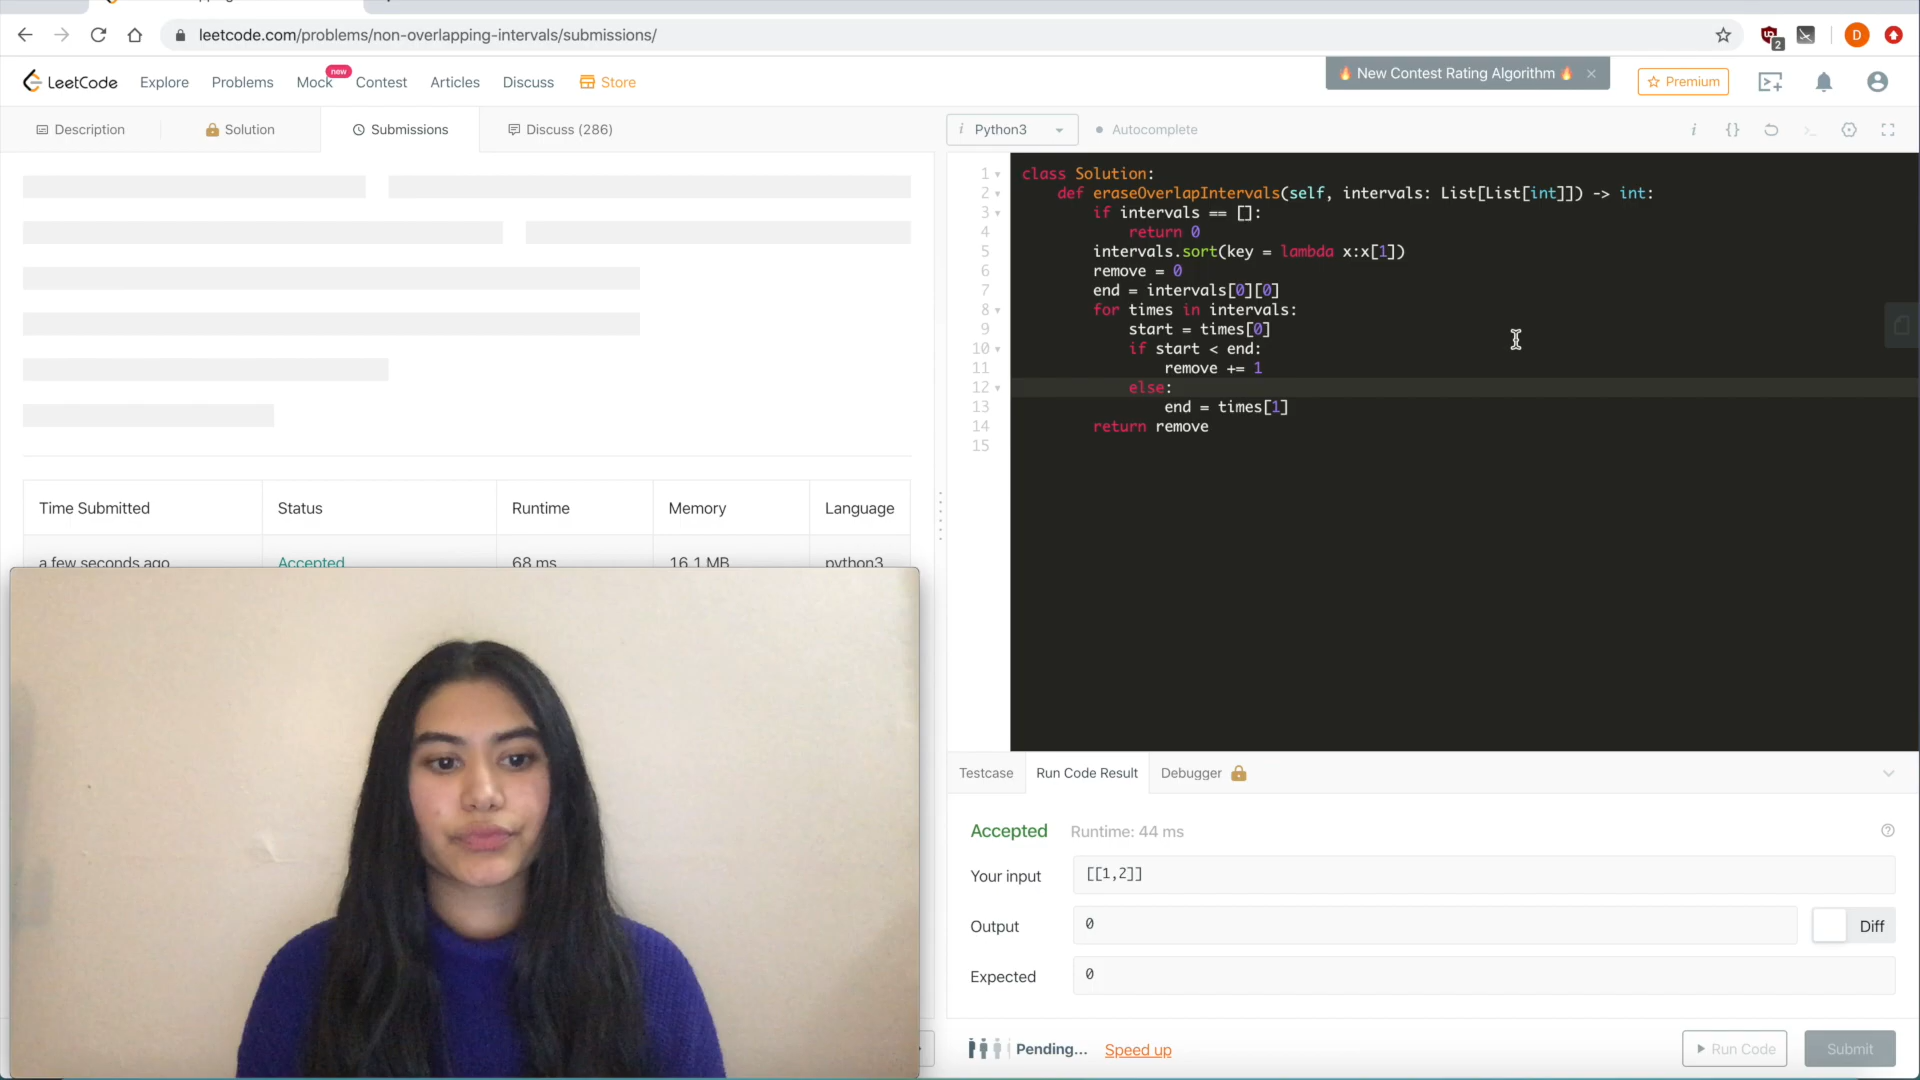 leetcode.com/problems/non-overlapping-intervals/submissions/
2
D
LeetCode
Explore
Problems
Mock
new
Contest
Articles
Discuss
Store
🔥 New Contest Rating Algorithm 🔥 ×
Premium
Description
Solution
Submissions
Discuss (286)
i Python3
Autocomplete
i {}
1 class Solution:
2 def eraseOverlapIntervals(self, intervals: List[List[int]]) -> int:
3 if intervals == []:
4 return 0
5 intervals.sort(key = lambda x:x[1])
6 remove = 0
7 end = intervals[0][0]
8 for times in intervals:
9 start = times[0]
10 if start < end:
11 remove += 1
12 else:
13 end = times[1]
14 return remove
15
Time Submitted Status Runtime Memory Language
a few seconds ago Accepted 68 ms 16.1 MB python3
Testcase Run Code Result Debugger
Accepted Runtime: 44 ms
Your input [[1,2]]
Output 0
Diff
Expected 0
Pending... Speed up
Run Code
Submit